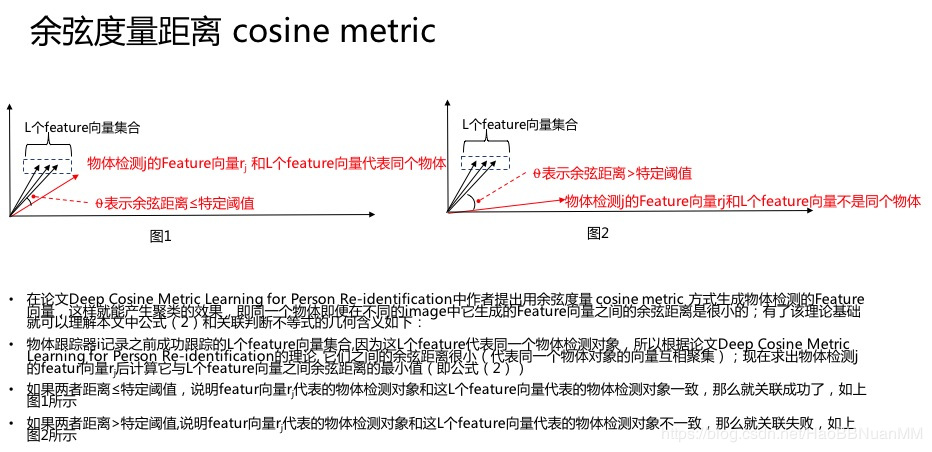 余弦度量距离 cosine metric
L个feature向量集合
物体检测j的Feature向量rj 和L个feature向量代表同个物体
θ表示余弦距离≤特定阈值
图1
L个feature向量集合
θ表示余弦距离>特定阈值
物体检测j的Feature向量rj和L个feature向量不是同个物体
图2
• 在论文Deep Cosine Metric Learning for Person Re-identification中作者提出用余弦度量 cosine metric 方式生成物体检测的Feature
向量，这样就能产生聚类的效果，即同一个物体即便在不同的image中它生成的Feature向量之间的余弦距离是很小的；有了该理论基础
就可以理解本文中公式（2）和关联判断不等式的几何含义如下：
• 物体跟踪器i记录之前成功跟踪的L个feature向量集合,因为这L个feature代表同一个物体检测对象，所以根据论文Deep Cosine Metric
Learning for Person Re-identification的理论, 它们之间的余弦距离很小（代表同一个物体对象的向量互相聚集）；现在求出物体检测j
的featur向量rj后计算它与L个feature向量之间余弦距离的最小值（即公式（2））
• 如果两者距离≤特定阈值，说明featur向量rj代表的物体检测对象和这L个feature向量代表的物体检测对象一致，那么就关联成功了，如上
图1所示
• 如果两者距离>特定阈值,说明featur向量rj代表的物体检测对象和这L个feature向量代表的物体检测对象不一致，那么就关联失败，如上
图2所示
https://blog.csdn.net/HaoBBNuanMM